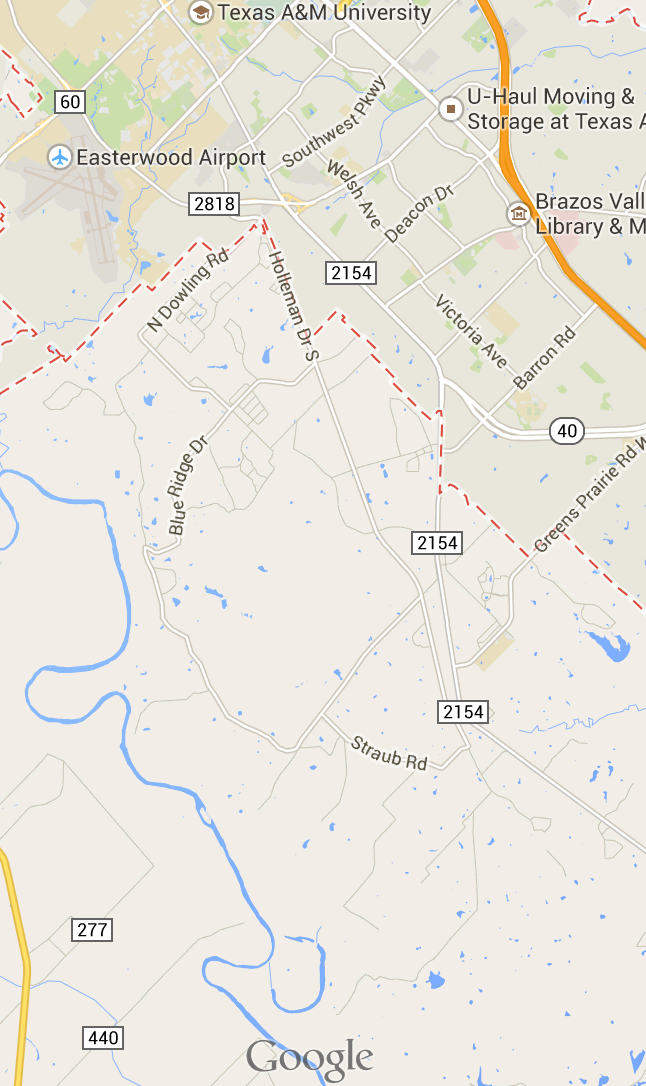 Texas A&M University
60
U-Haul Moving &
Storage at Texas A
Southwest Pkwy
Easterwood Airport
Welsh Ave
2818
Deacon Dr
Brazos Vall
Library & M
N Dowling Rd
2154
Holleman Dr S
Victoria Ave
Barron Rd
40
Blue Ridge Dr
Greens Prairie Rd W
2154
2154
Straub Rd
277
440
Google